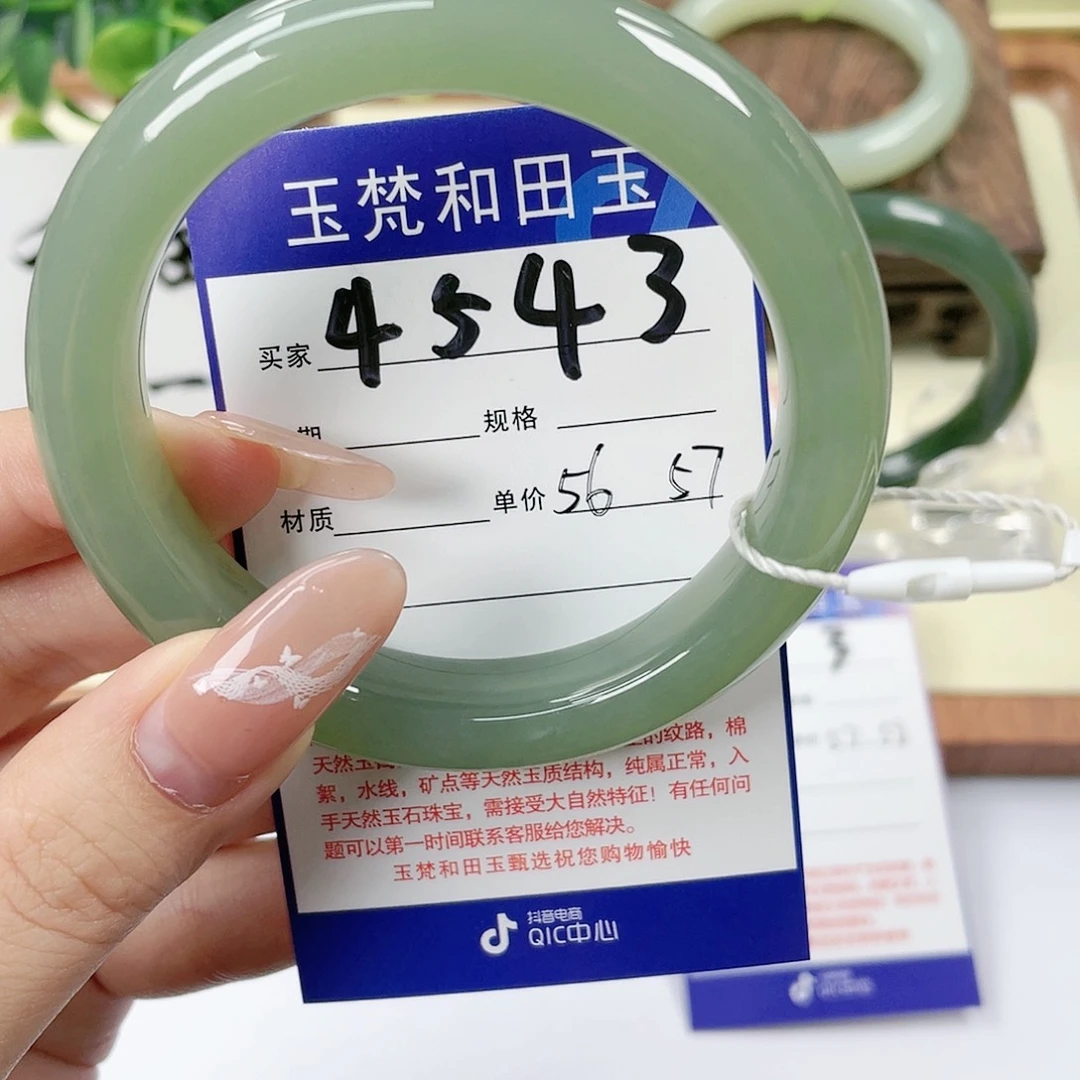 玉梵和田玉
买家 4543
期 规格
材质 单价 56 57
的纹路，棉
天然玉
絮，水线，矿点等天然玉质结构，纯属正常，入
手天然玉石珠宝，需接受大自然特征！有任何问
题可以第一时间联系客服给您解决。
玉梵和田玉甄选祝您购物愉快
抖音电商
QIC中心
3